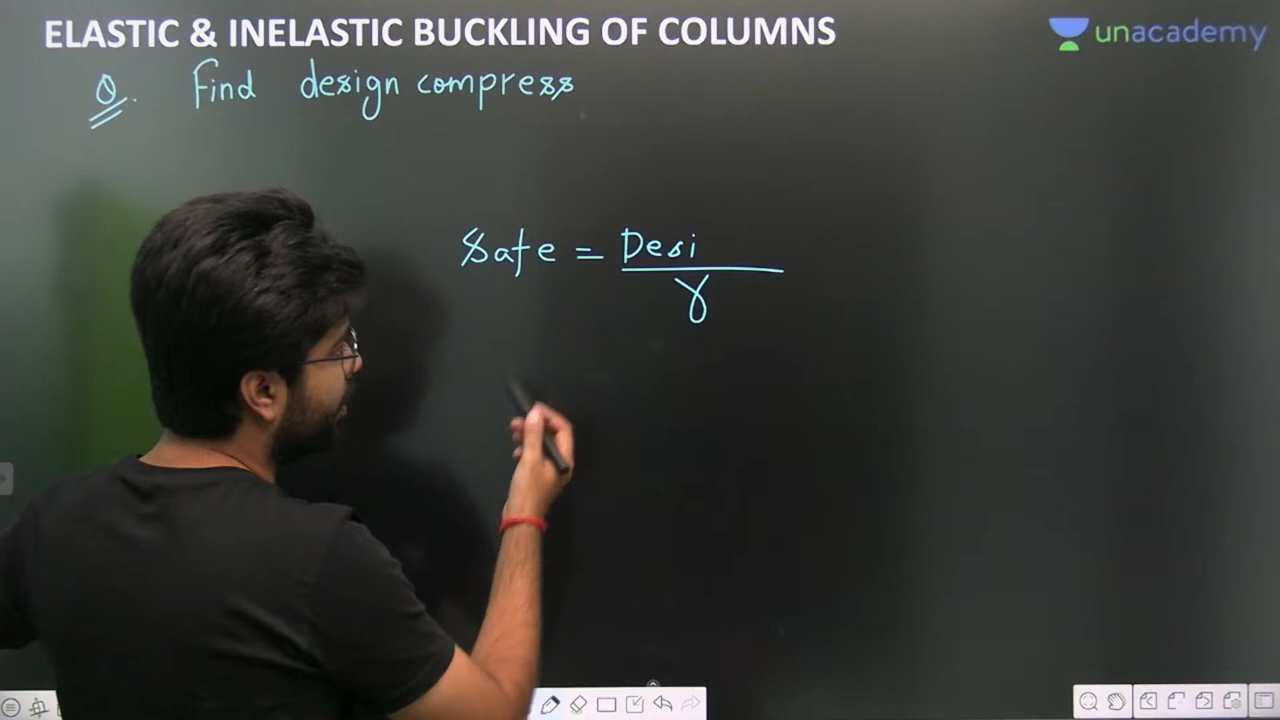 ELASTIC & INELASTIC BUCKLING OF COLUMNS
unacademy
Q. Find design compress
Safe = Desi
γ